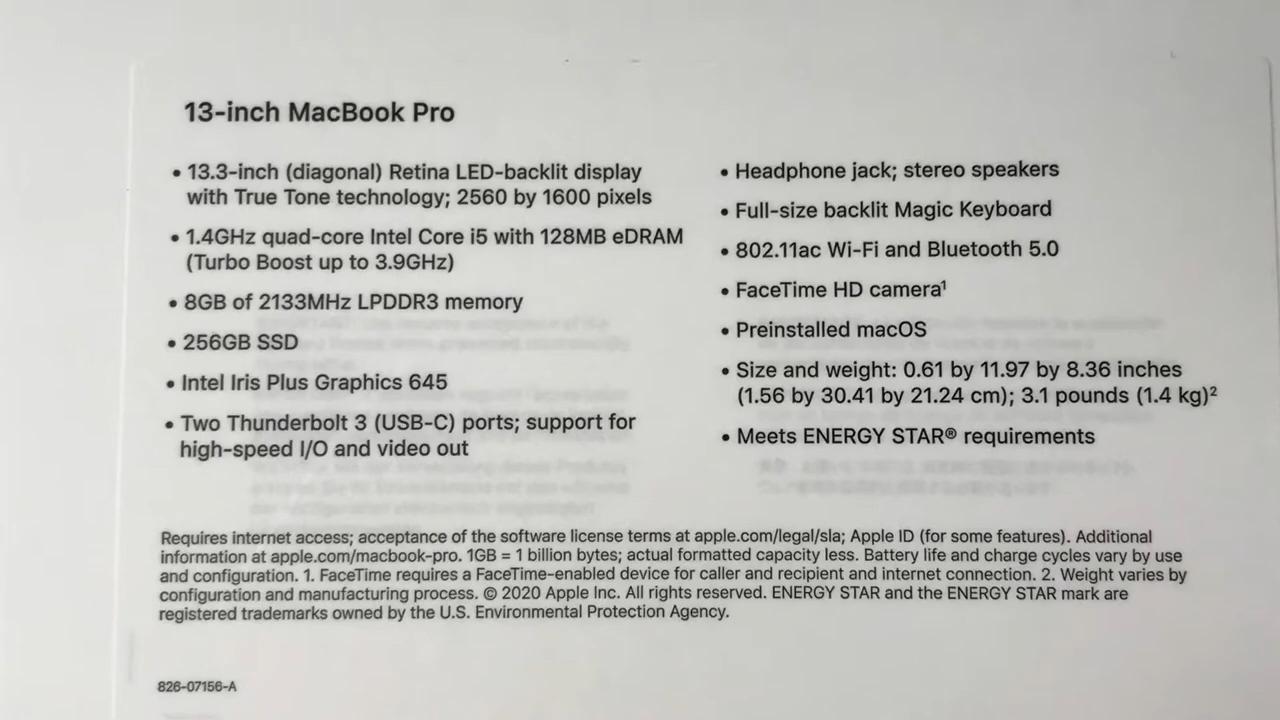 13-inch MacBook Pro
• 13.3-inch (diagonal) Retina LED-backlit display
with True Tone technology; 2560 by 1600 pixels
• 1.4GHz quad-core Intel Core i5 with 128MB eDRAM
(Turbo Boost up to 3.9GHz)
• 8GB of 2133MHz LPDDR3 memory
• 256GB SSD
• Intel Iris Plus Graphics 645
• Two Thunderbolt 3 (USB-C) ports; support for
high-speed I/O and video out
• Headphone jack; stereo speakers
• Full-size backlit Magic Keyboard
• 802.11ac Wi-Fi and Bluetooth 5.0
• FaceTime HD camera¹
• Preinstalled macOS
• Size and weight: 0.61 by 11.97 by 8.36 inches
(1.56 by 30.41 by 21.24 cm); 3.1 pounds (1.4 kg)²
• Meets ENERGY STAR® requirements
Requires internet access; acceptance of the software license terms at apple.com/legal/sla; Apple ID (for some features). Additional
information at apple.com/macbook-pro. 1GB = 1 billion bytes; actual formatted capacity less. Battery life and charge cycles vary by use
and configuration. 1. FaceTime requires a FaceTime-enabled device for caller and recipient and internet connection. 2. Weight varies by
configuration and manufacturing process. © 2020 Apple Inc. All rights reserved. ENERGY STAR and the ENERGY STAR mark are
registered trademarks owned by the U.S. Environmental Protection Agency.
826-07156-A